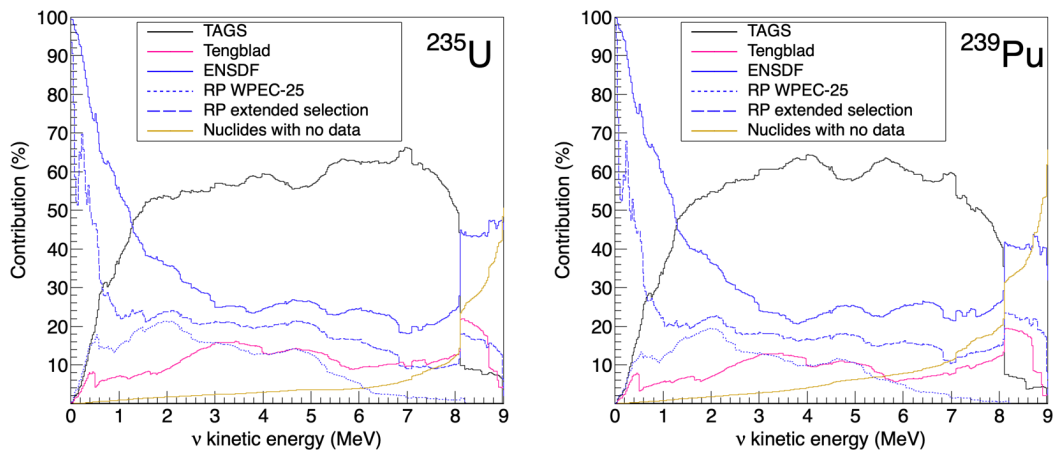 100
90
80
70
60
50
40
30
20
10
0 1 2 3 4 5 6 7 8 9
Contribution (%)
ν kinetic energy (MeV)
TAGS
Tengblad
ENSDF
RP WPEC-25
RP extended selection
Nuclides with no data
²³⁵U
100
90
80
70
60
50
40
30
20
10
0 1 2 3 4 5 6 7 8 9
Contribution (%)
ν kinetic energy (MeV)
TAGS
Tengblad
ENSDF
RP WPEC-25
RP extended selection
Nuclides with no data
²³⁹Pu